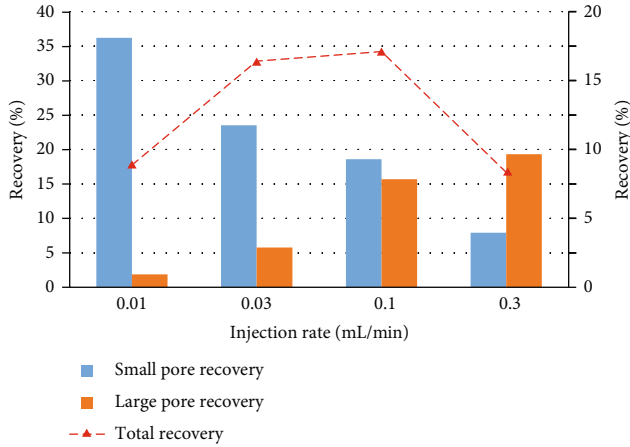 40
35
30
25
20
15
10
5
0
Recovery (%)
20
15
10
5
0
Recovery (%)
0.01 0.03 0.1 0.3
Injection rate (mL/min)
Small pore recovery
Large pore recovery
Total recovery